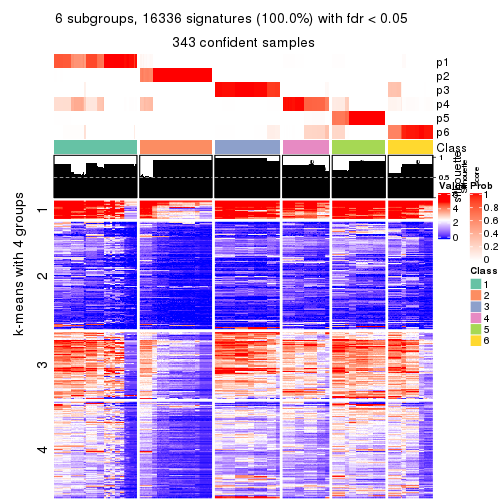 6 subgroups, 16336 signatures (100.0%) with fdr < 0.05
343 confident samples
p1
p2
p3
p4
p5
p6
Class
1
0.5
silhouette
score
k-means with 4 groups
1
2
3
4
Value
4
2
0
Prob
1
0.8
0.6
0.4
0.2
0
Class
1
2
3
4
5
6